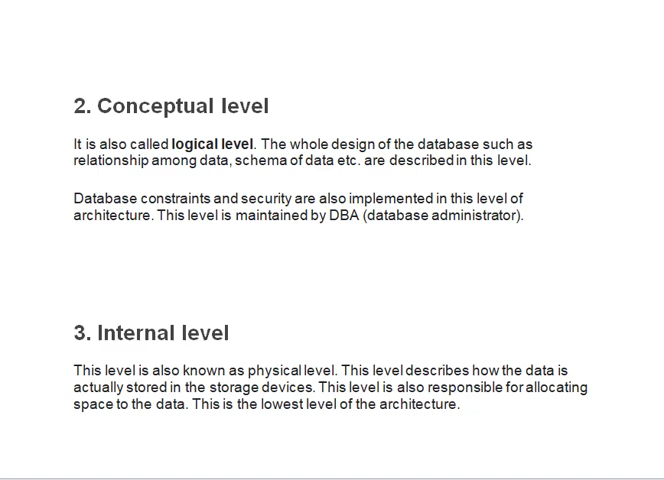 2. Conceptual level
It is also called logical level. The whole design of the database such as
relationship among data, schema of data etc. are described in this level.
Database constraints and security are also implemented in this level of
architecture. This level is maintained by DBA (database administrator).
3. Internal level
This level is also known as physical level. This level describes how the data is
actually stored in the storage devices. This level is also responsible for allocating
space to the data. This is the lowest level of the architecture.